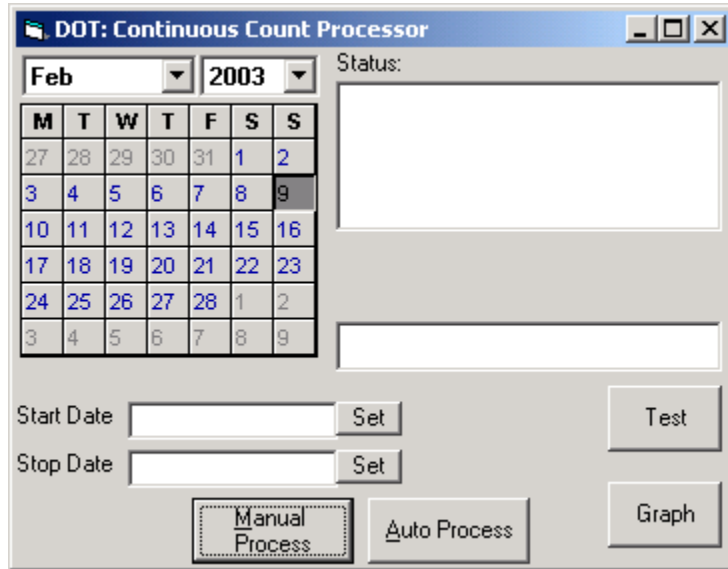 DOT: Continuous Count Processor
Feb 2003
Status:
M T W T F S S
27 28 29 30 31 1 2
3 4 5 6 7 8 9
10 11 12 13 14 15 16
17 18 19 20 21 22 23
24 25 26 27 28 1 2
3 4 5 6 7 8 9
Start Date Set
Test
Stop Date Set
Manual
Process
Auto Process
Graph